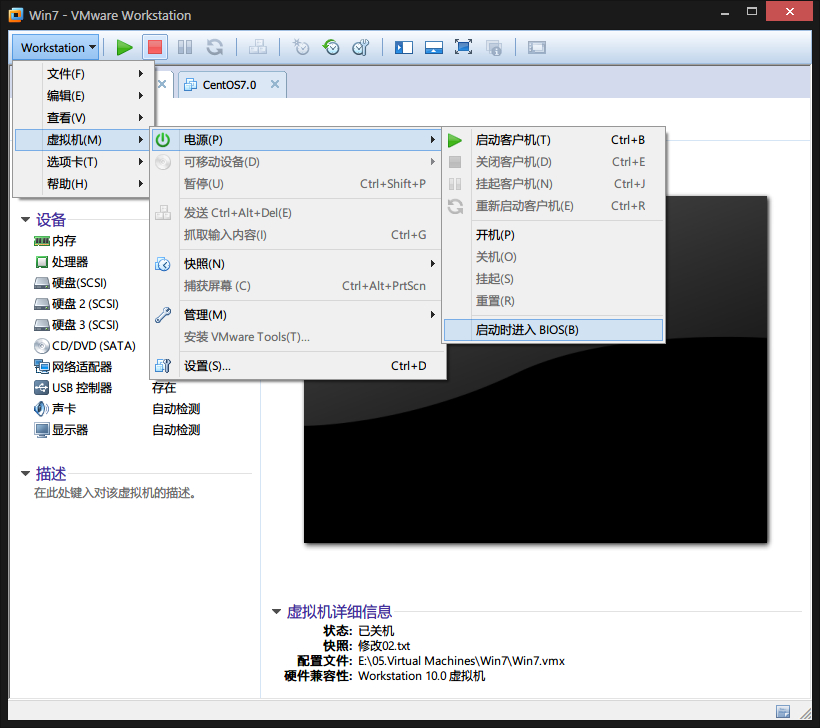 Win7 - VMware Workstation
Workstation
文件(F)
编辑(E)
查看(V)
虚拟机(M)
选项卡(T)
帮助(H)
CentOS7.0
电源(P)
可移动设备(D)
暂停(U) Ctrl+Shift+P
发送 Ctrl+Alt+Del(E)
抓取输入内容(I) Ctrl+G
快照(N)
捕获屏幕 (C) Ctrl+Alt+PrtScn
管理(M)
安装 VMware Tools(T)...
设置(S)... Ctrl+D
启动客户机(T) Ctrl+B
关闭客户机(D) Ctrl+E
挂起客户机(N) Ctrl+J
重新启动客户机(E) Ctrl+R
开机(P)
关机(O)
挂起(S)
重置(R)
启动时进入 BIOS(B)
设备
内存
处理器
硬盘(SCSI)
硬盘 2 (SCSI)
硬盘 3 (SCSI)
CD/DVD (SATA)
网络适配器
USB 控制器 存在
声卡 自动检测
显示器 自动检测
描述
在此处键入对该虚拟机的描述。
虚拟机详细信息
状态: 已关机
快照: 修改02.txt
配置文件: E:\05.Virtual Machines\Win7\Win7.vmx
硬件兼容性: Workstation 10.0 虚拟机